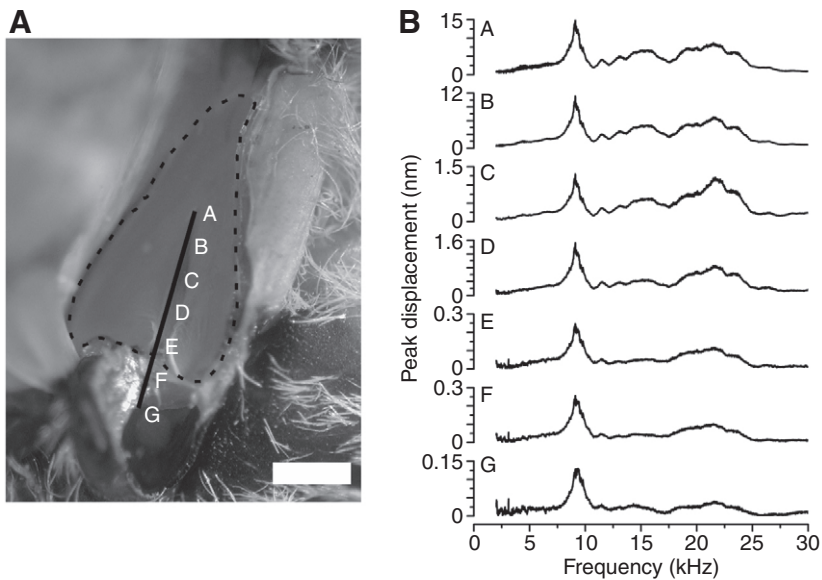 A
A
B
C
D
E
F
G
B
Peak displacement (nm)
15
A
0
12
B
0
1.5
C
0
1.6
D
0
0.3
E
0
0.3
F
0
0.15
G
0
0 5 10 15 20 25 30
Frequency (kHz)